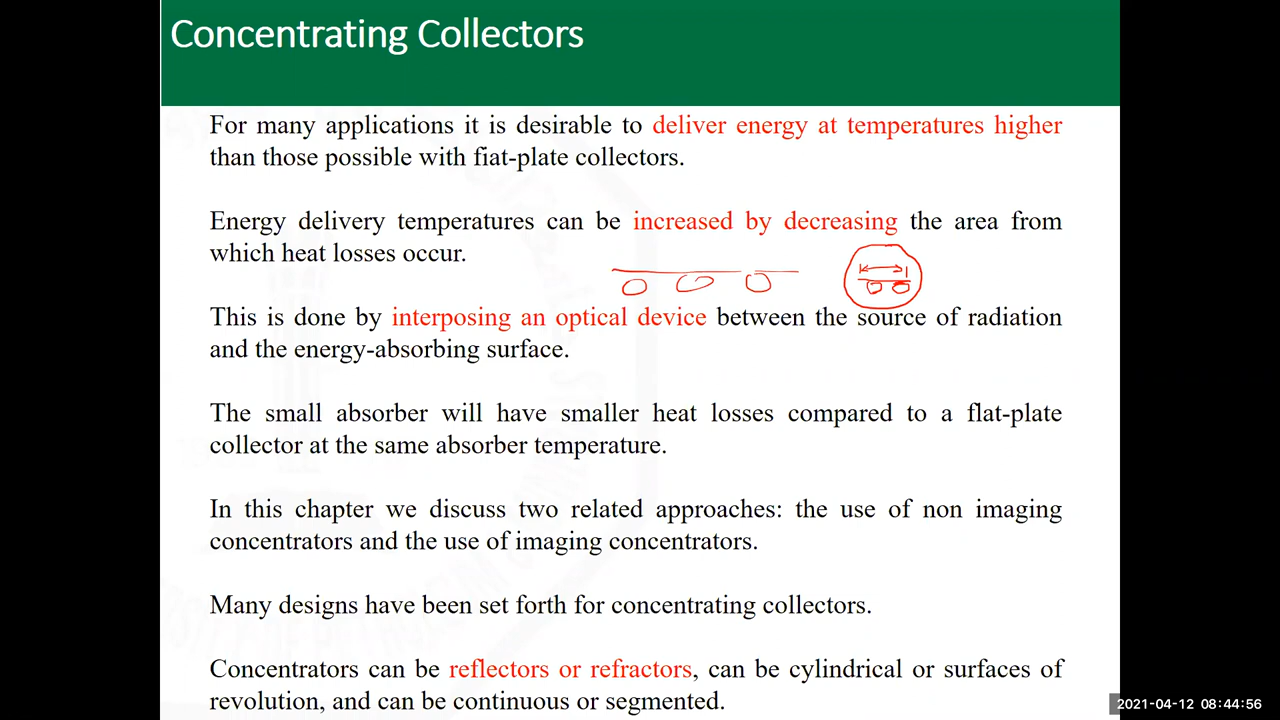 Concentrating Collectors
For many applications it is desirable to deliver energy at temperatures higher
than those possible with fiat-plate collectors.
Energy delivery temperatures can be increased by decreasing the area from
which heat losses occur.
This is done by interposing an optical device between the source of radiation
and the energy-absorbing surface.
The small absorber will have smaller heat losses compared to a flat-plate
collector at the same absorber temperature.
In this chapter we discuss two related approaches: the use of non imaging
concentrators and the use of imaging concentrators.
Many designs have been set forth for concentrating collectors.
Concentrators can be reflectors or refractors, can be cylindrical or surfaces of
revolution, and can be continuous or segmented.
2021-04-12 08:44:56